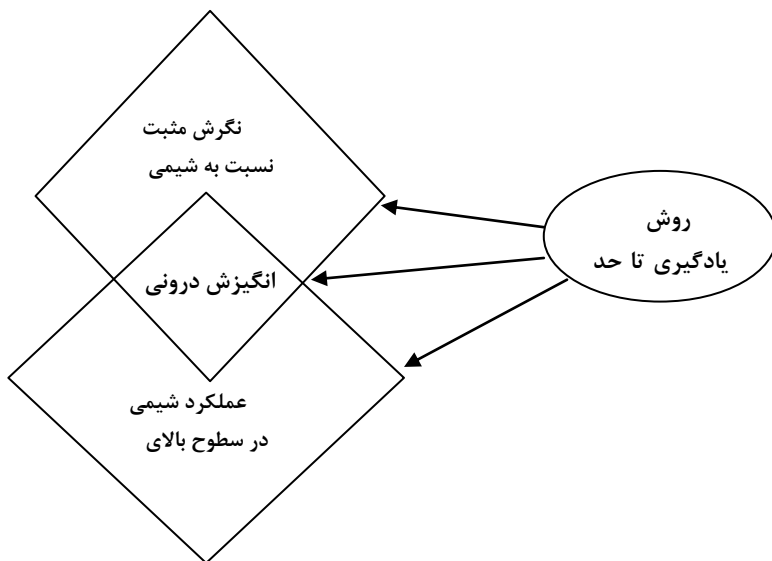 نگرش مثبت
نسبت به شیمی
انگیزش درونی
عملکرد شیمی
در سطوح بالای
روش
یادگیری تا حد